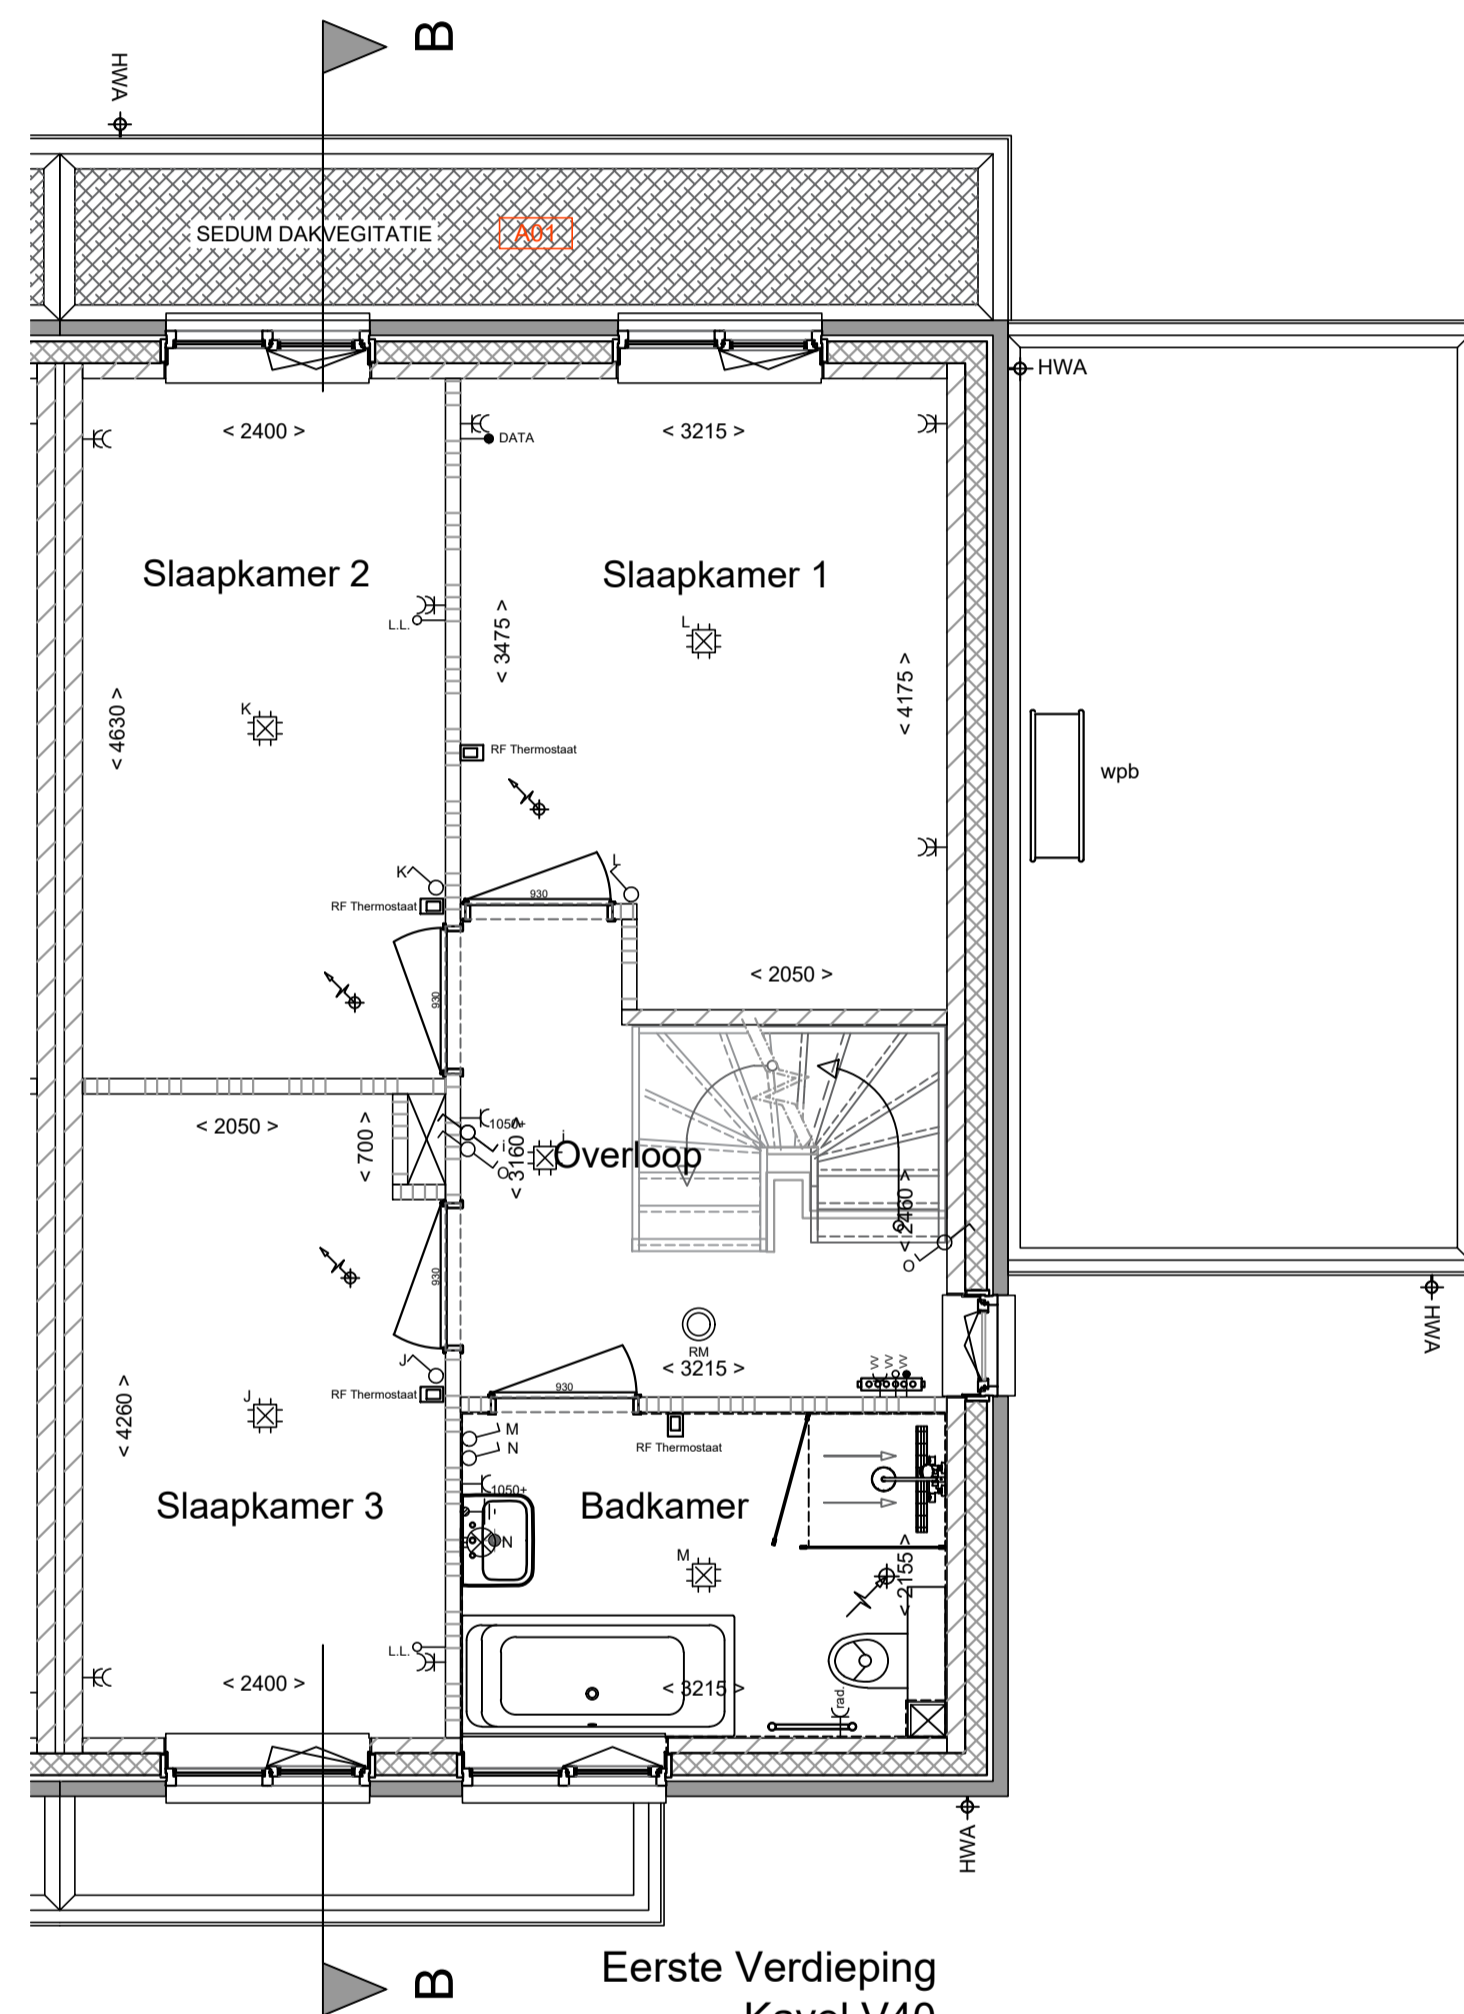 B
HWA
SEDUM DAKVEGITATIE
A01
HWA
< 2400 >
DATA
< 3215 >
Slaapkamer 2
Slaapkamer 1
L.L.
< 3475 >
L
< 4175 >
K
< 4630 >
RF Thermostaat
wpb
K
RF Thermostaat
930
L
930
< 2050 >
< 2050 >
< 700 >
1050+
i
O
< 3160 >
i
Overloop
< 2460 >
O
930
RM
< 3215 >
HWA
J
RF Thermostaat
J
< 4260 >
930
M
N
RF Thermostaat
1050+
Slaapkamer 3
Badkamer
N
M
< 2155 >
L.L.
< 2400 >
< 3215 >
rad.
HWA
B
Eerste Verdieping
Kavel V40